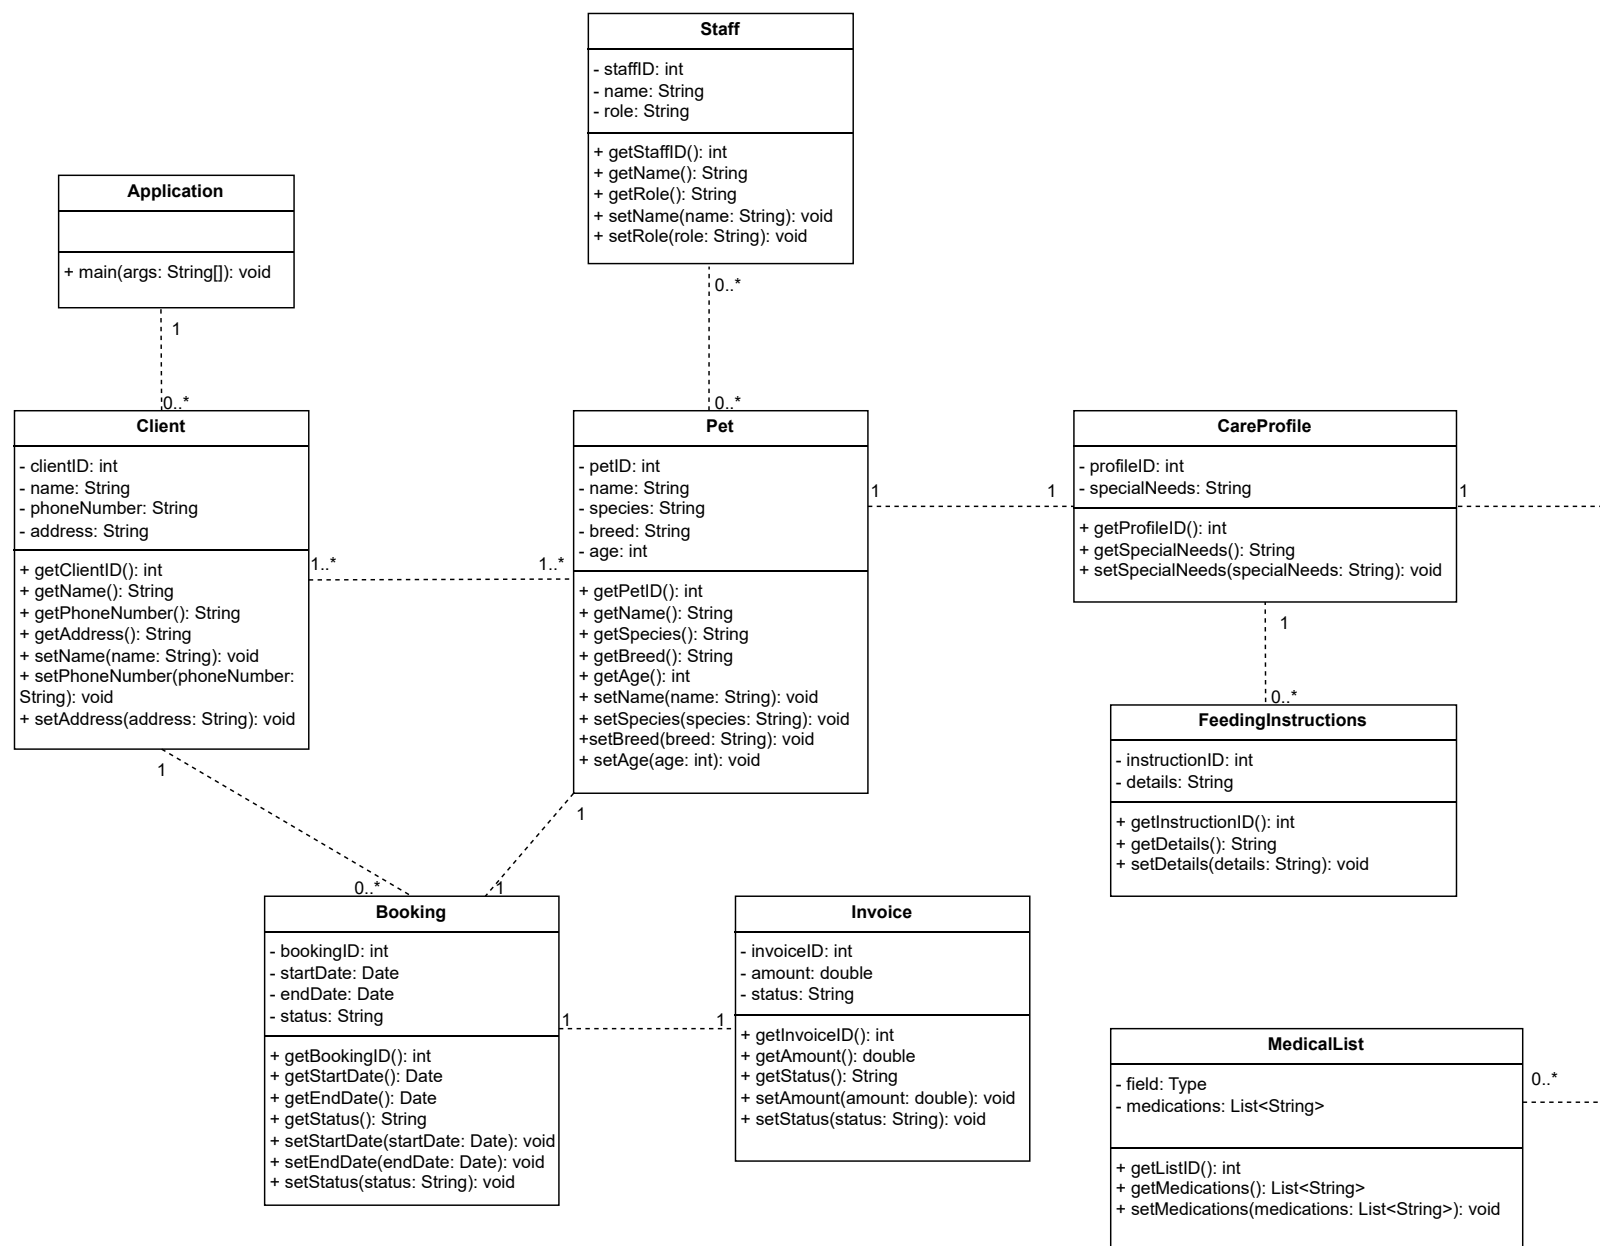 Staff
- staffID: int
- name: String
- role: String
+ getStaffID(): int
+ getName(): String
+ getRole(): String
+ setName(name: String): void
+ setRole(role: String): void
0..*
0..*
Application
+ main(args: String[]): void
1
0..*
Client
- clientID: int
- name: String
- phoneNumber: String
- address: String
+ getClientID(): int
+ getName(): String
+ getPhoneNumber(): String
+ getAddress(): String
+ setName(name: String): void
+ setPhoneNumber(phoneNumber:
String): void
+ setAddress(address: String): void
1..*
1..*
1
0..*
Pet
- petID: int
- name: String
- species: String
- breed: String
- age: int
+ getPetID(): int
+ getName(): String
+ getSpecies(): String
+ getBreed(): String
+ getAge(): int
+ setName(name: String): void
+ setSpecies(species: String): void
+setBreed(breed: String): void
+ setAge(age: int): void
1
1
1
1
CareProfile
- profileID: int
- specialNeeds: String
+ getProfileID(): int
+ getSpecialNeeds(): String
+ setSpecialNeeds(specialNeeds: String): void
1
1
0..*
FeedingInstructions
- instructionID: int
- details: String
+ getInstructionID(): int
+ getDetails(): String
+ setDetails(details: String): void
Booking
- bookingID: int
- startDate: Date
- endDate: Date
- status: String
+ getBookingID(): int
+ getStartDate(): Date
+ getEndDate(): Date
+ getStatus(): String
+ setStartDate(startDate: Date): void
+ setEndDate(endDate: Date): void
+ setStatus(status: String): void
1
1
Invoice
- invoiceID: int
- amount: double
- status: String
+ getInvoiceID(): int
+ getAmount(): double
+ getStatus(): String
+ setAmount(amount: double): void
+ setStatus(status: String): void
MedicalList
- field: Type
- medications: List<String>
+ getListID(): int
+ getMedications(): List<String>
+ setMedications(medications: List<String>): void
0..*